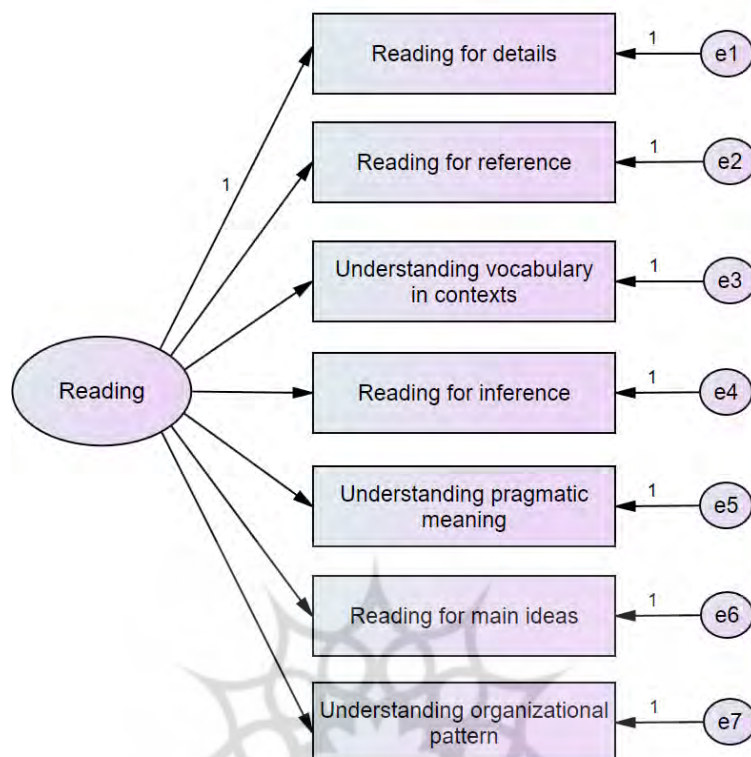 Reading for details
1
e1
1
Reading for reference
1
e2
Understanding vocabulary
in contexts
1
e3
Reading
Reading for inference
1
e4
Understanding pragmatic
meaning
1
e5
Reading for main ideas
1
e6
Understanding organizational
pattern
1
e7